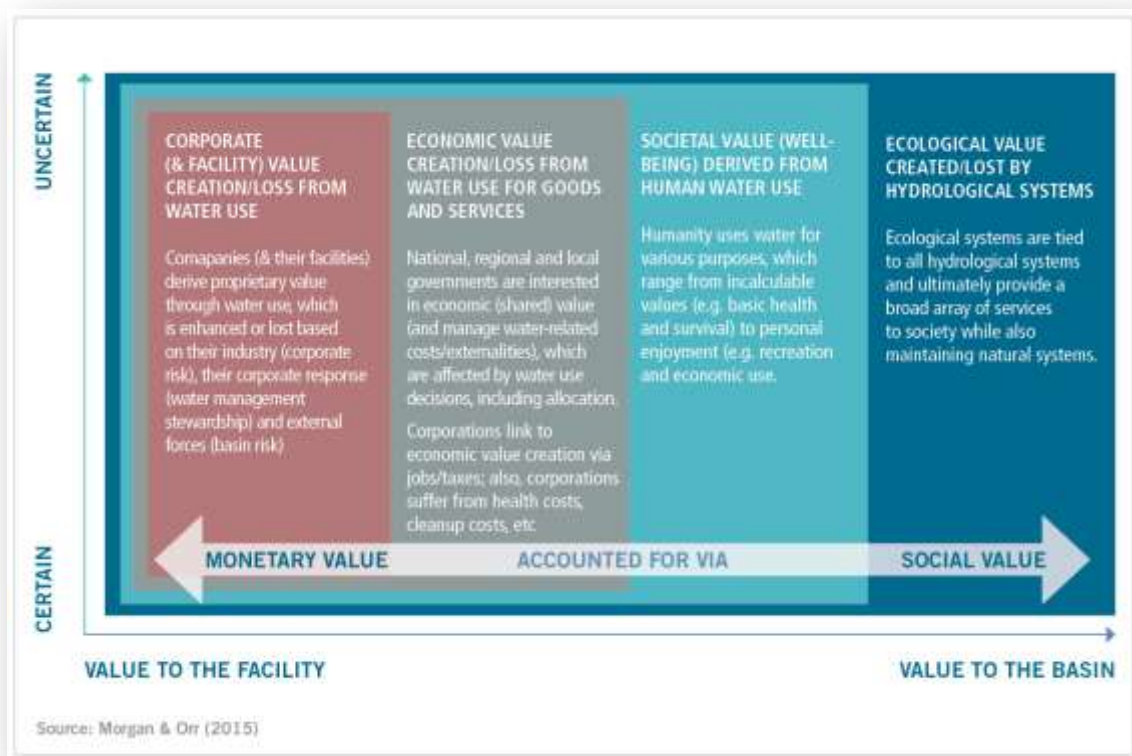 UNCERTAIN
CERTAIN
CORPORATE
(& FACILITY) VALUE
CREATION/LOSS FROM
WATER USE
Comapanies (& their facilities)
derive proprietary value
through water use, which
is enhanced or lost based
on their industry (corporate
risk), their corporate response
(water management
stewardship) and external
forces (basin risk)
ECONOMIC VALUE
CREATION/LOSS FROM
WATER USE FOR GOODS
AND SERVICES
National, regional and local
governments are interested
in economic (shared) value
(and manage water-related
costs/externalities), which
are affected by water use
decisions, including allocation.
Corporations link to
economic value creation via
jobs/taxes; also, corporations
suffer from health costs,
cleanup costs, etc
SOCIETAL VALUE (WELL-
BEING) DERIVED FROM
HUMAN WATER USE
Humanity uses water for
various purposes, which
range from incalculable
values (e.g. basic health
and survival) to personal
enjoyment (e.g. recreation
and economic use.
ECOLOGICAL VALUE
CREATED/LOST BY
HYDROLOGICAL SYSTEMS
Ecological systems are tied
to all hydrological systems
and ultimately provide a
broad array of services
to society while also
maintaining natural systems.
MONETARY VALUE
ACCOUNTED FOR VIA
SOCIAL VALUE
VALUE TO THE FACILITY
VALUE TO THE BASIN
Source: Morgan & Orr (2015)